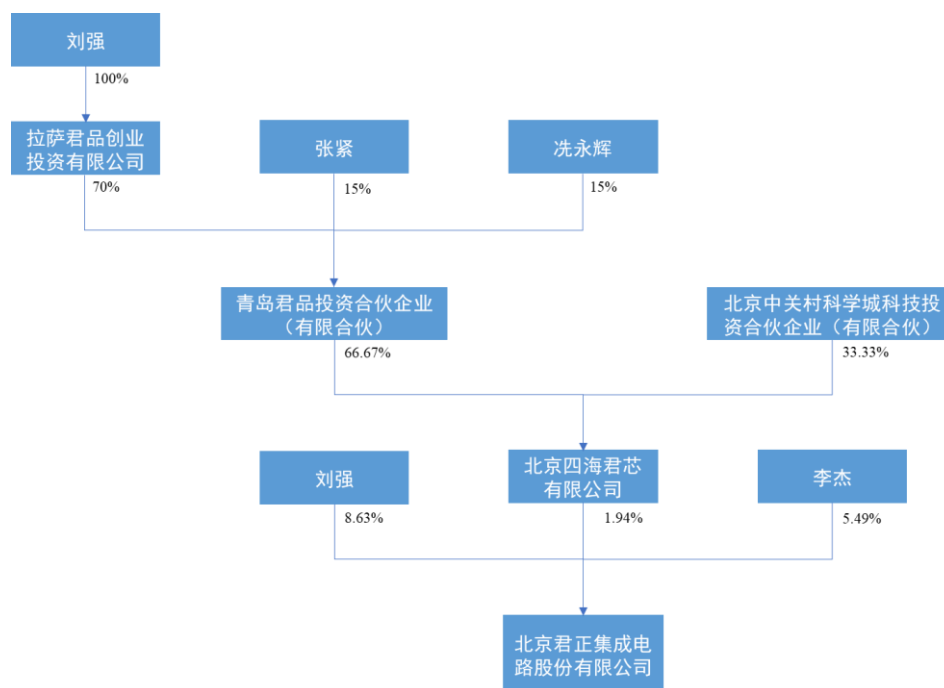 刘强
100%
拉萨君品创业
投资有限公司
张紧
冼永辉
70%
15%
15%
青岛君品投资合伙企业
（有限合伙）
北京中关村科学城科技投
资合伙企业（有限合伙）
66.67%
33.33%
刘强
北京四海君芯
有限公司
李杰
8.63%
1.94%
5.49%
北京君正集成电
路股份有限公司